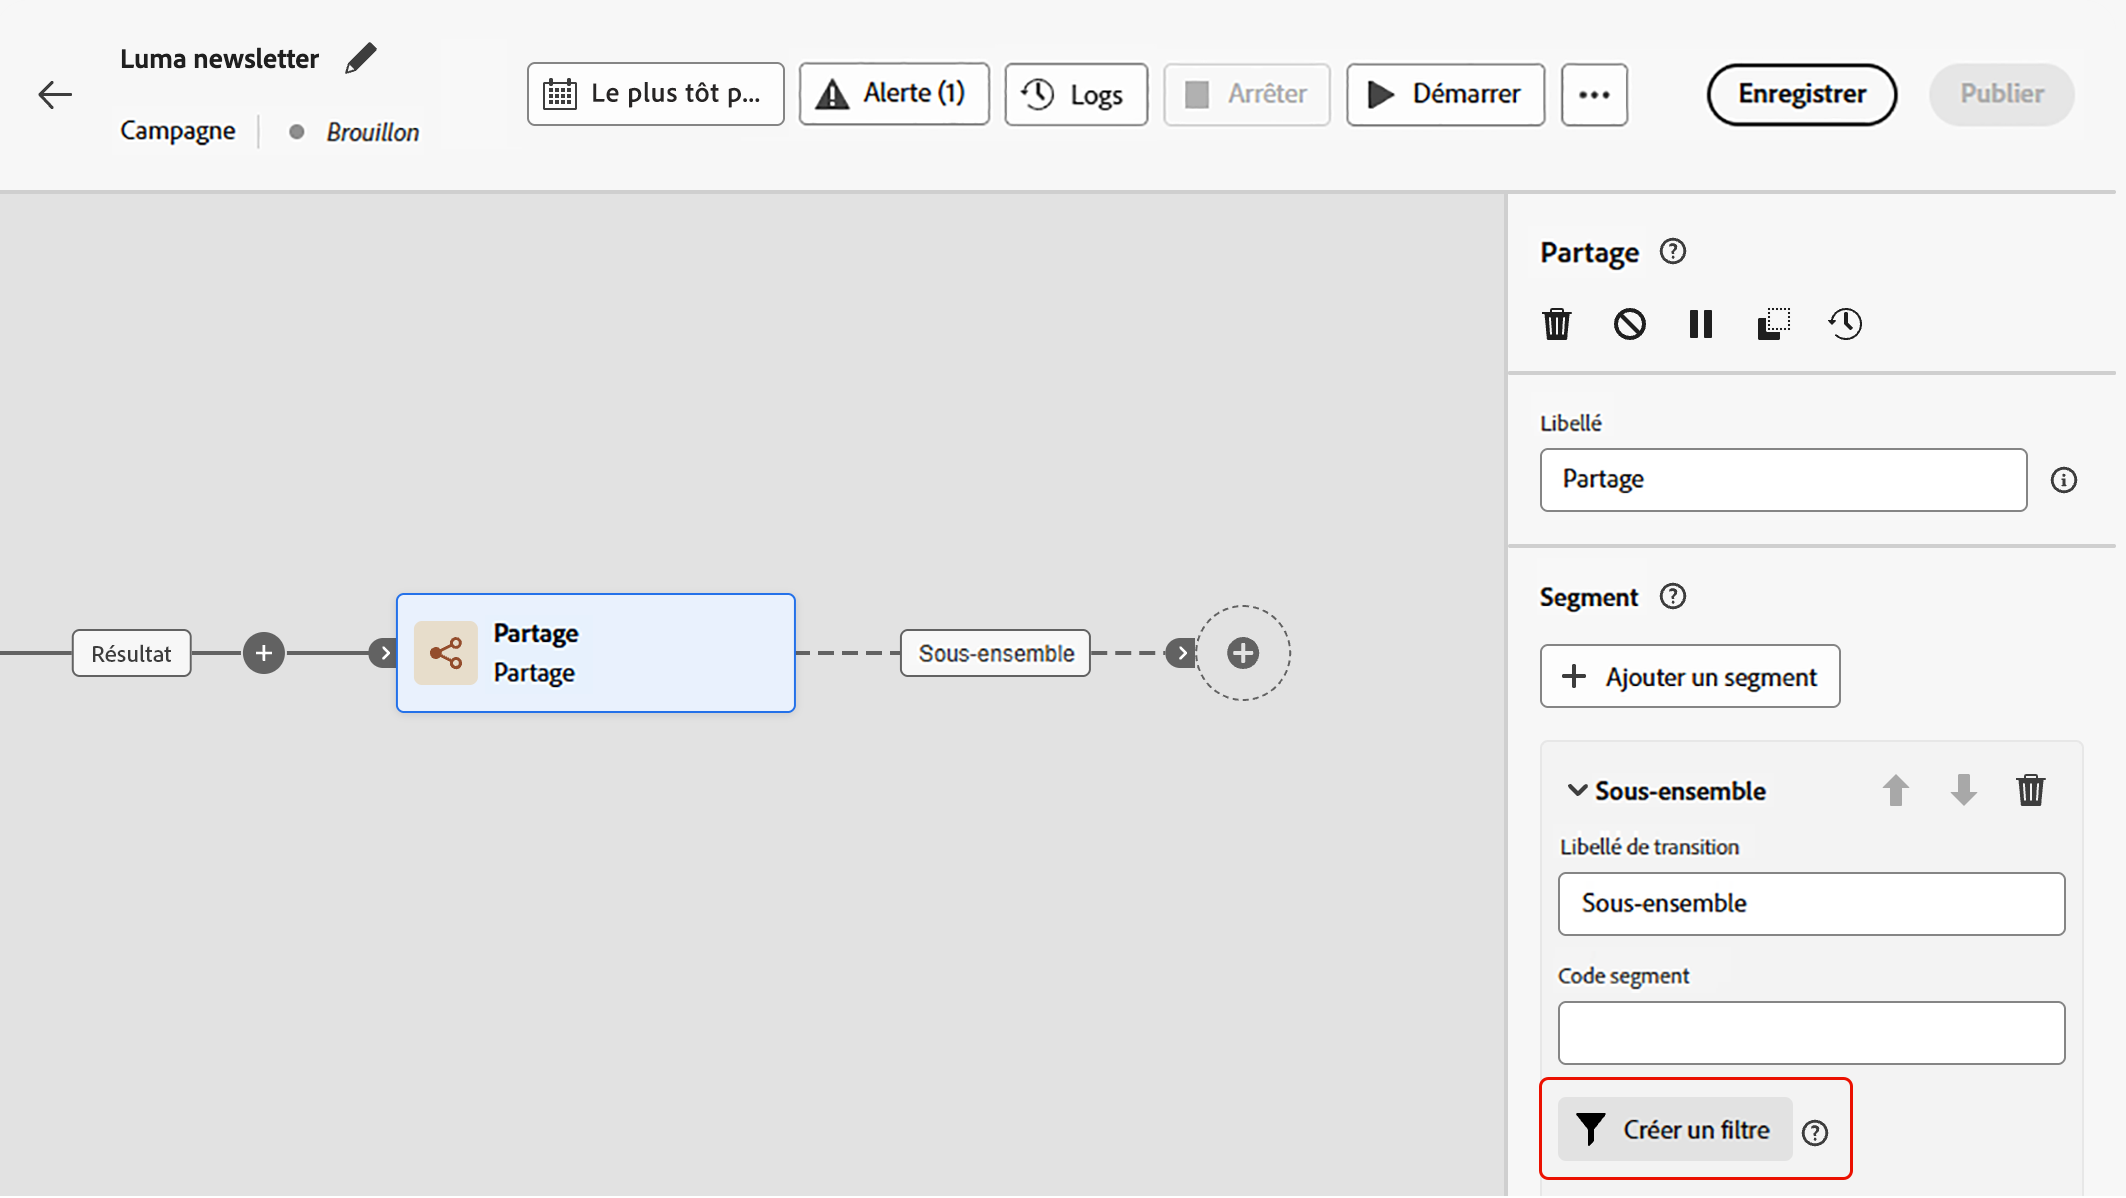 Luma newsletter
Campagne
Brouillon
Le plus tôt p...
Alerte (1)
Logs
Arrêter
Démarrer
Enregistrrer
Publier
Résultat
Partage
Partage
Sous-ensemble
Partage
Libellé
Partage
Segment
Ajouter un segment
Sous-ensemble
Libellé de transition
Sous-ensemble
Code segment
Créer un filtre